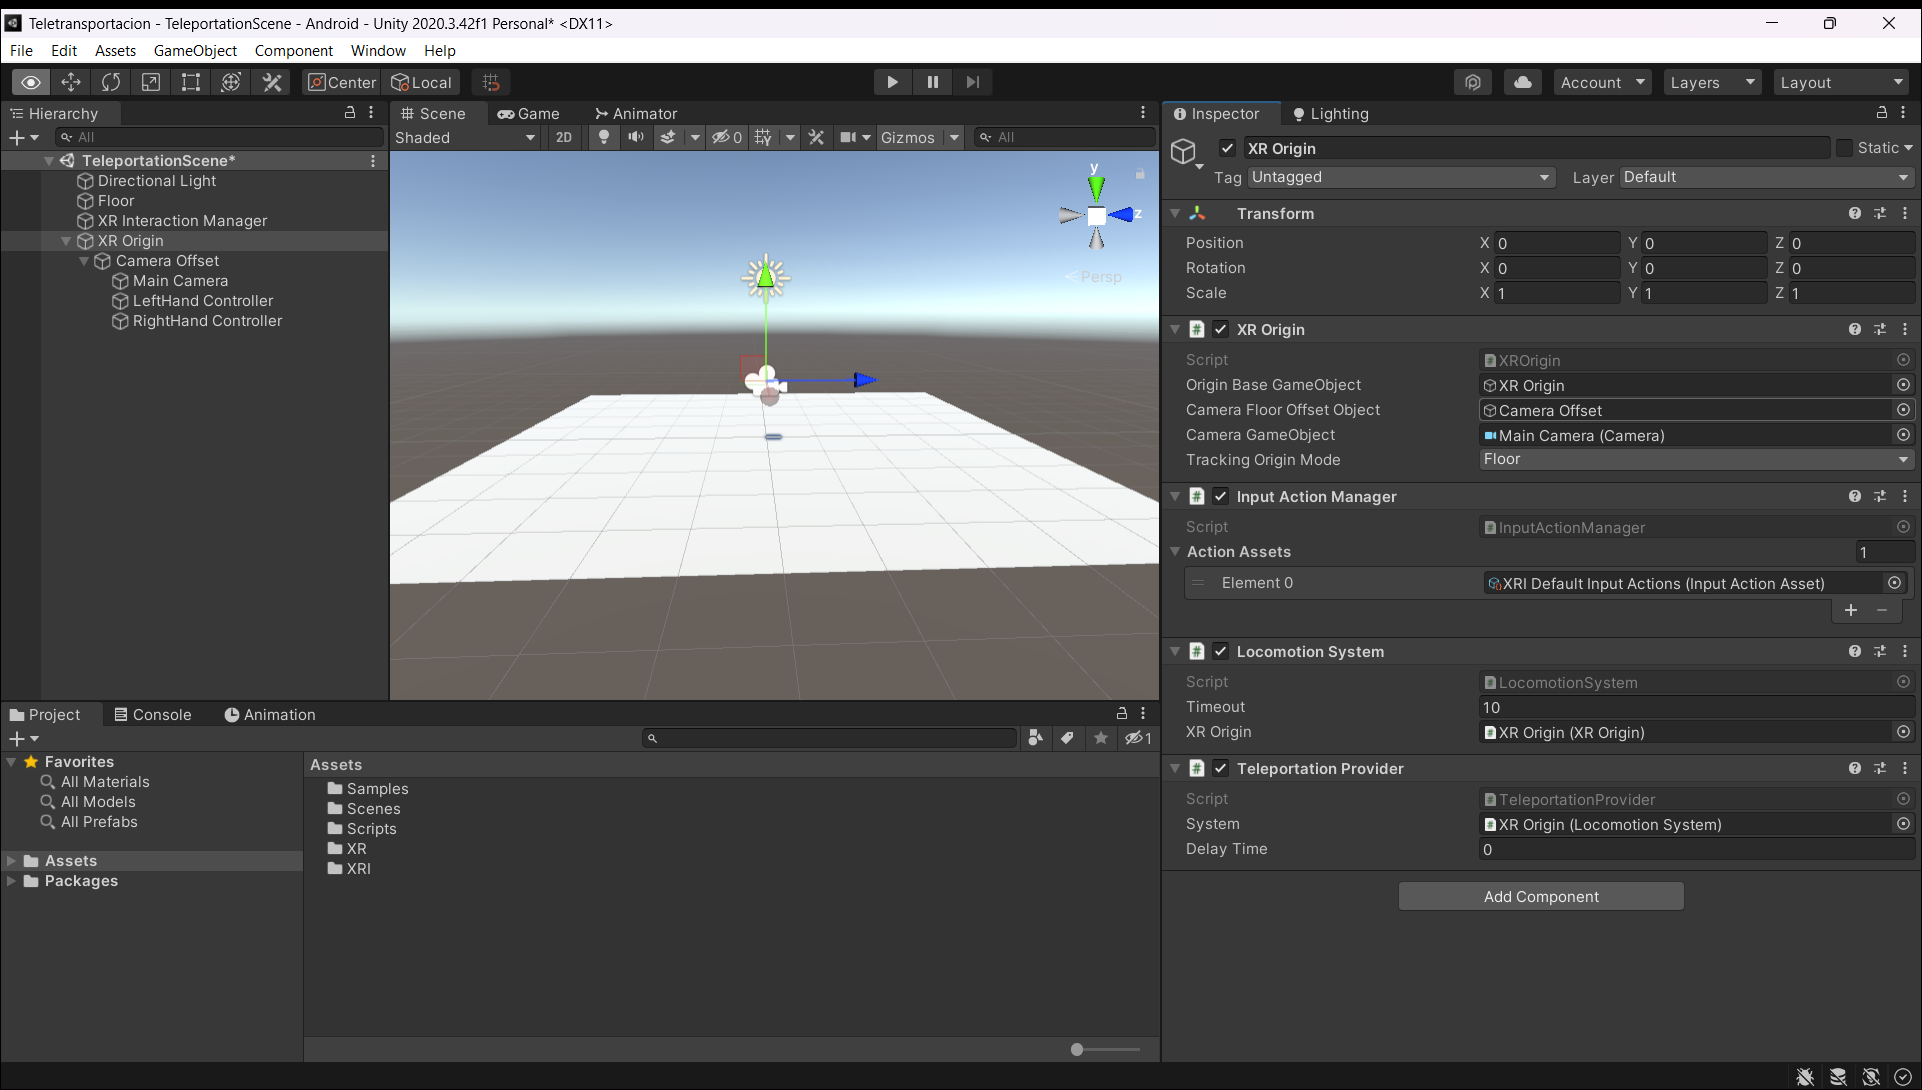 Teletransportacion - TeleportationScene - Android - Unity 2020.3.42f1 Personal* <DX11>
File Edit Assets GameObject Component Window Help
Center Local Account Layers Layout
Hierarchy
All
TeleportationScene*
Directional Light
Floor
XR Interaction Manager
XR Origin
Camera Offset
Main Camera
LeftHand Controller
RightHand Controller
Scene Game Animator
Shaded 2D 0 Gizmos All
y
z
Persp
Project Console Animation
1
Favorites
All Materials
All Models
All Prefabs
Assets
Packages
Assets
Samples
Scenes
Scripts
XR
XRI
Inspector Lighting
XR Origin Static
Tag Untagged Layer Default
Transform
Position X 0 Y 0 Z 0
Rotation X 0 Y 0 Z 0
Scale X 1 Y 1 Z 1
# XR Origin
Script XROrigin
Origin Base GameObject XR Origin
Camera Floor Offset Object Camera Offset
Camera GameObject Main Camera (Camera)
Tracking Origin Mode Floor
# Input Action Manager
Script InputActionManager
Action Assets 1
Element 0 XRI Default Input Actions (Input Action Asset)
+ −
# Locomotion System
Script LocomotionSystem
Timeout 10
XR Origin XR Origin (XR Origin)
# Teleportation Provider
Script TeleportationProvider
System XR Origin (Locomotion System)
Delay Time 0
Add Component